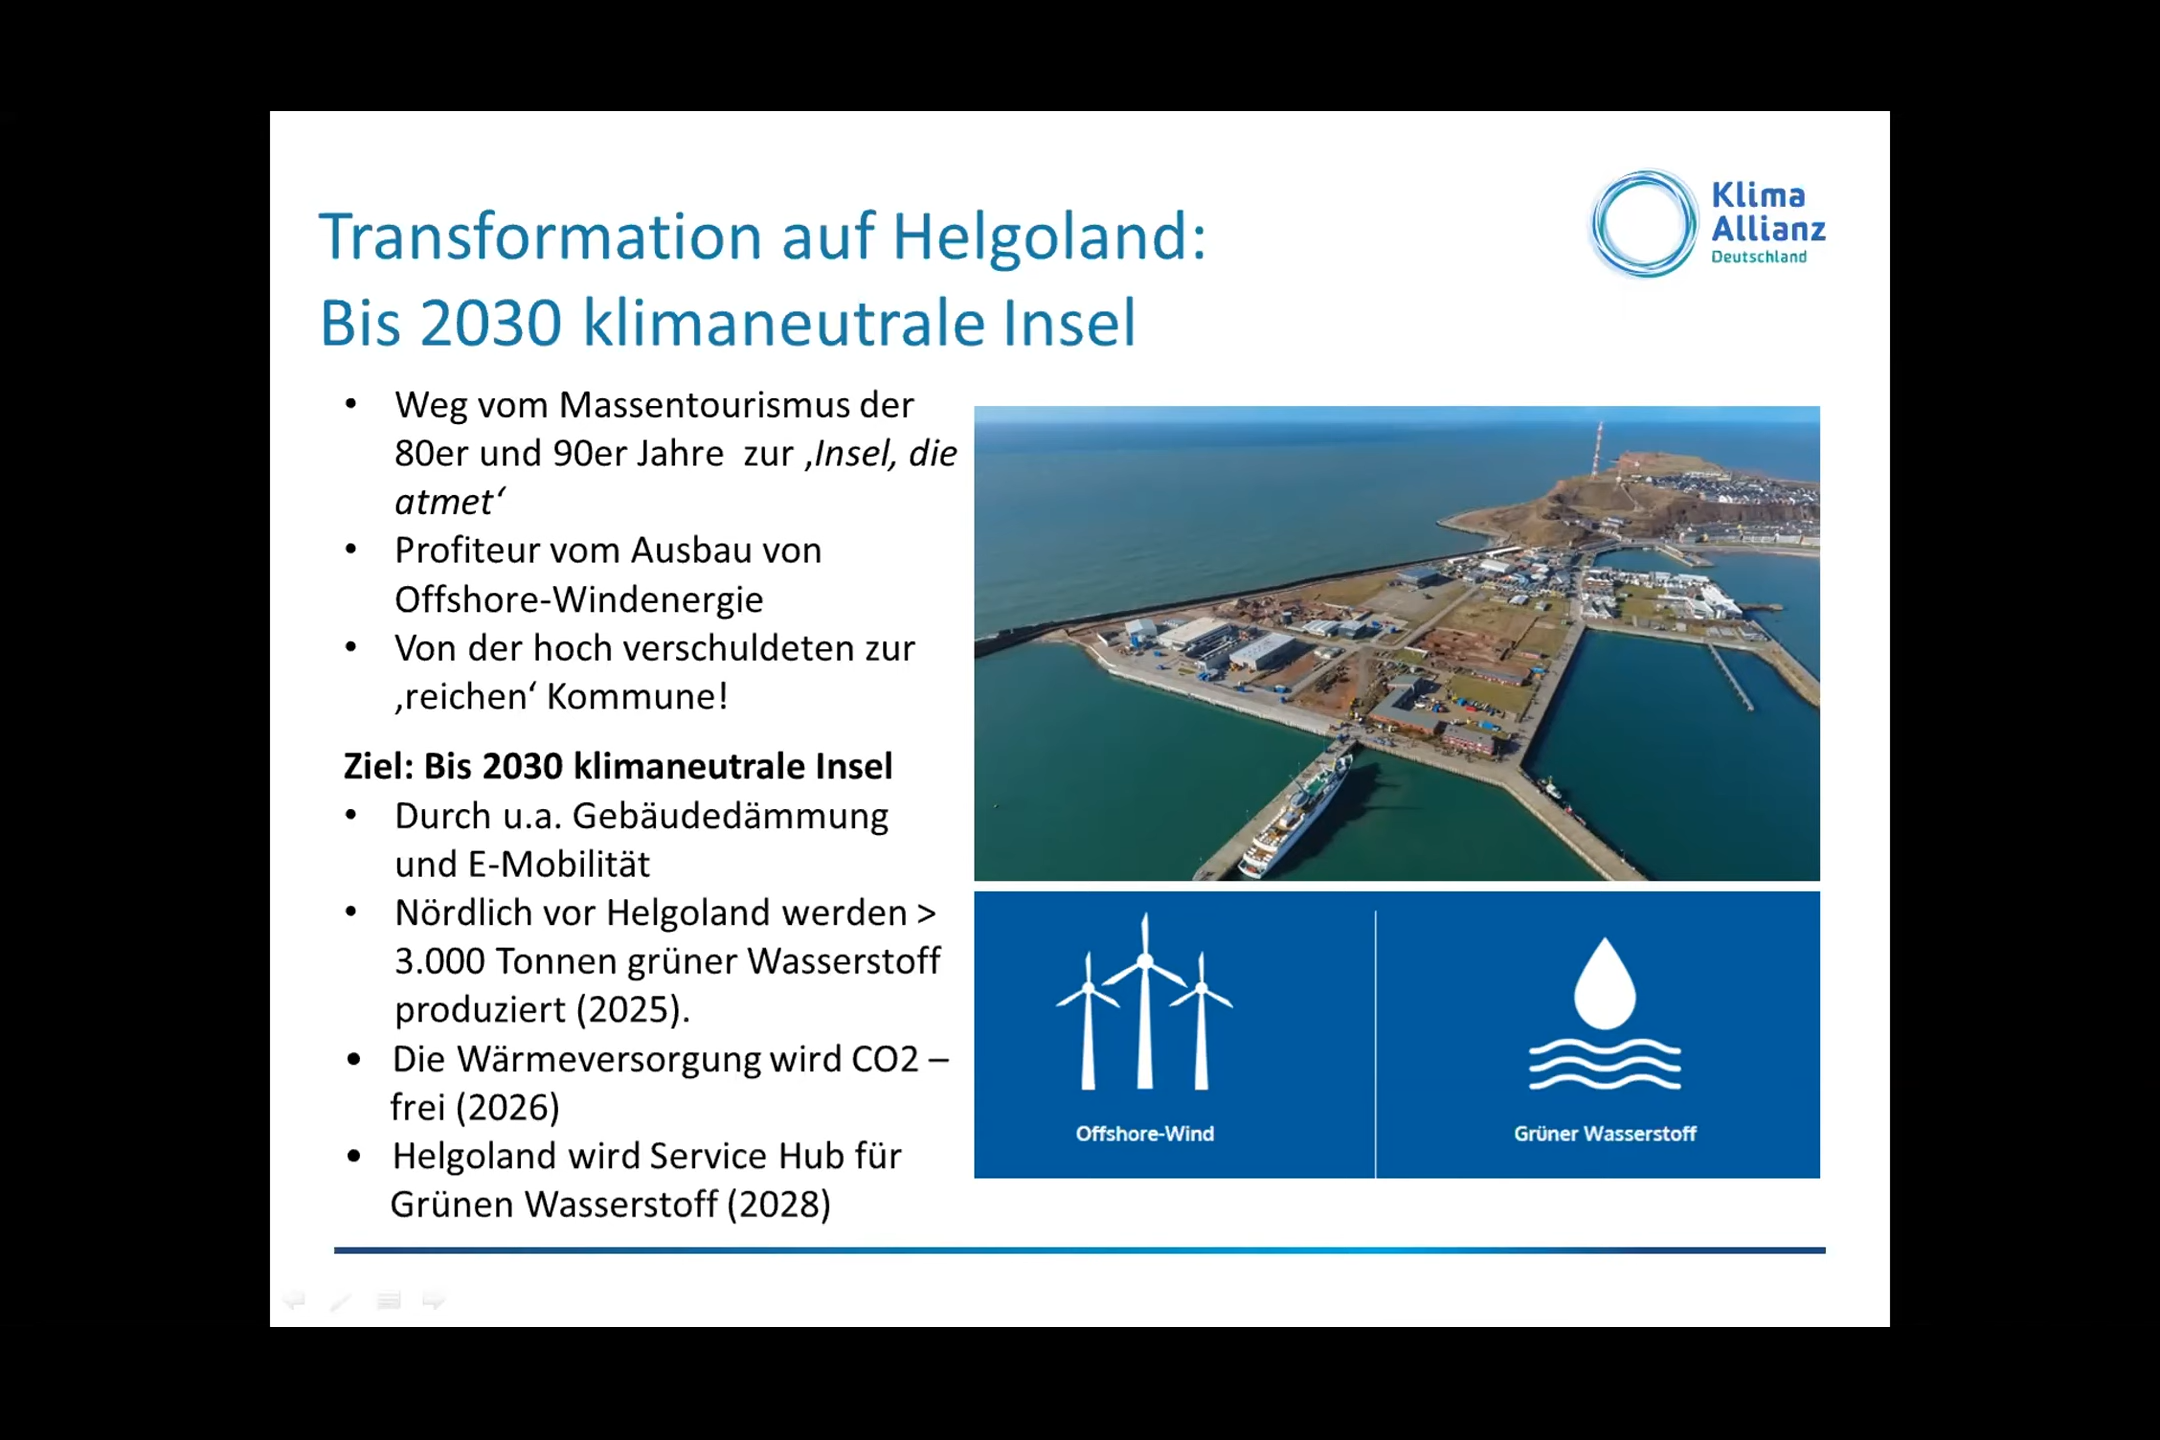 Klima
Allianz
Deutschland
Transformation auf Helgoland:
Bis 2030 klimaneutrale Insel
• Weg vom Massentourismus der
80er und 90er Jahre  zur ‚Insel, die
atmet‘
• Profiteur vom Ausbau von
Offshore-Windenergie
• Von der hoch verschuldeten zur
‚reichen‘ Kommune!
Ziel: Bis 2030 klimaneutrale Insel
• Durch u.a. Gebäudedämmung
und E-Mobilität
• Nördlich vor Helgoland werden >
3.000 Tonnen grüner Wasserstoff
produziert (2025).
• Die Wärmeversorgung wird CO2 –
frei (2026)
• Helgoland wird Service Hub für
Grünen Wasserstoff (2028)
Offshore-Wind
Grüner Wasserstoff